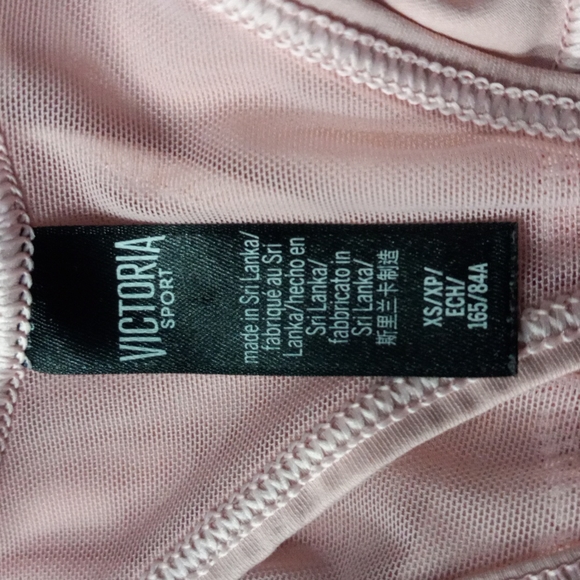 VICTORIA
SPORT
made in Sri Lanka/
fabriqué au Sri
Lanka/hecho en
Sri Lanka/
fabbricato in
Sri Lanka/
斯里兰卡制造
XS/XP/
ECH/
165/84A